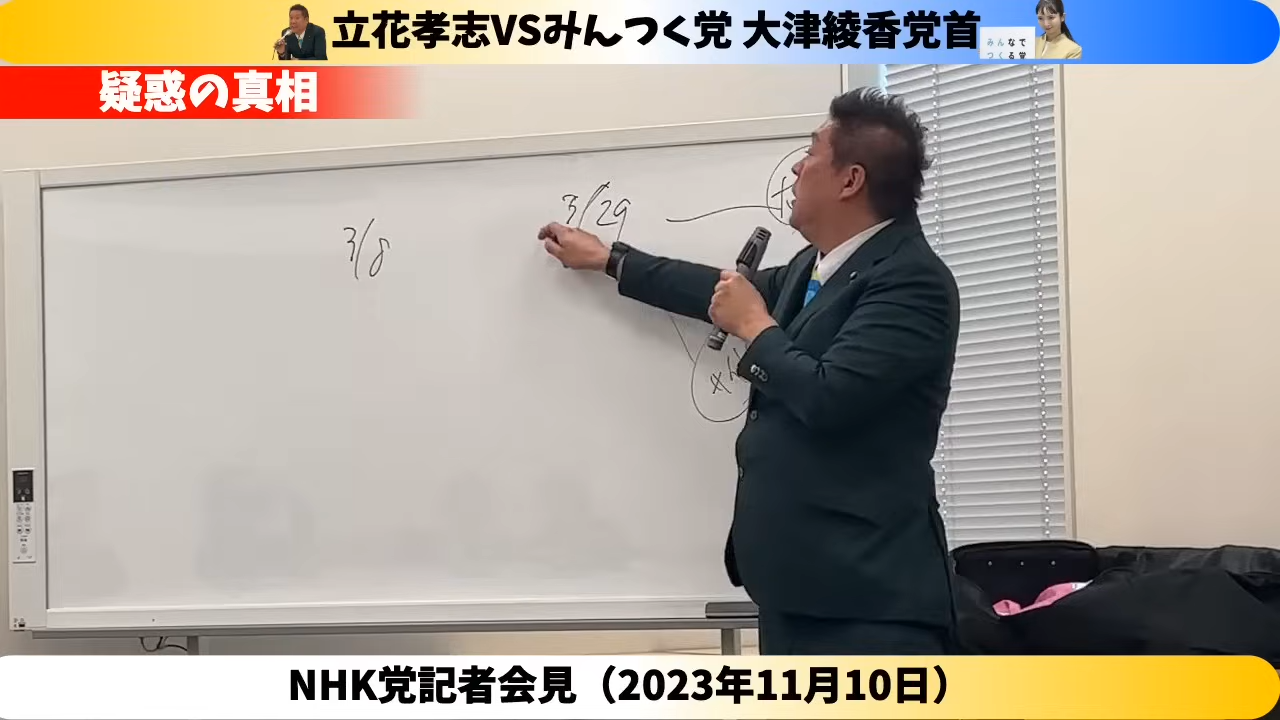 立花孝志VSみんつく党 大津綾香党首
みんなで
つくる党
疑惑の真相
3/29
3/8
NHK党記者会見（2023年11月10日）